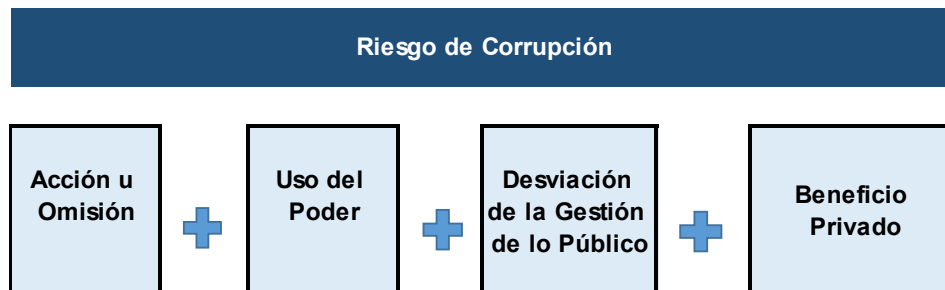 Riesgo de Corrupción
Acción u
Omisión
Uso del
Poder
Desviación
de la Gestión
de lo Público
Beneficio
Privado